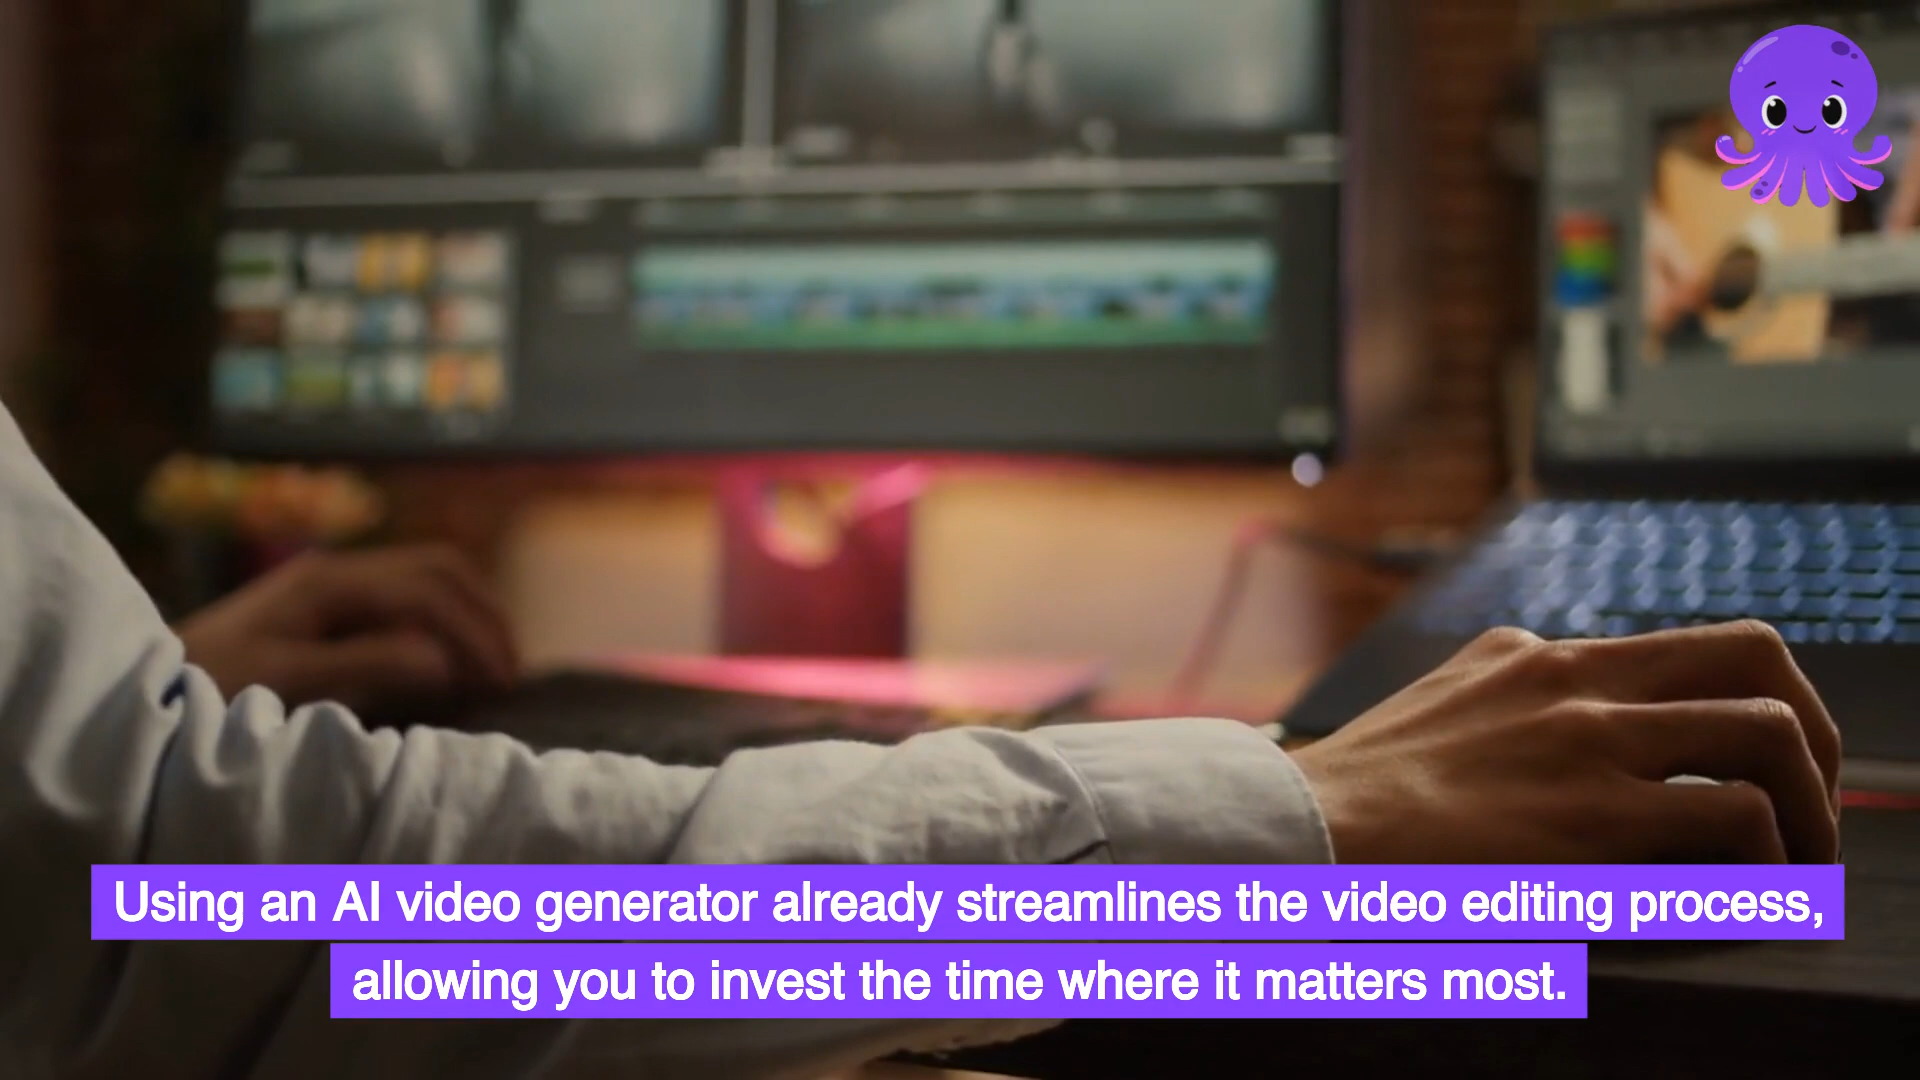 Using an AI video generator already streamlines the video editing process,
allowing you to invest the time where it matters most.